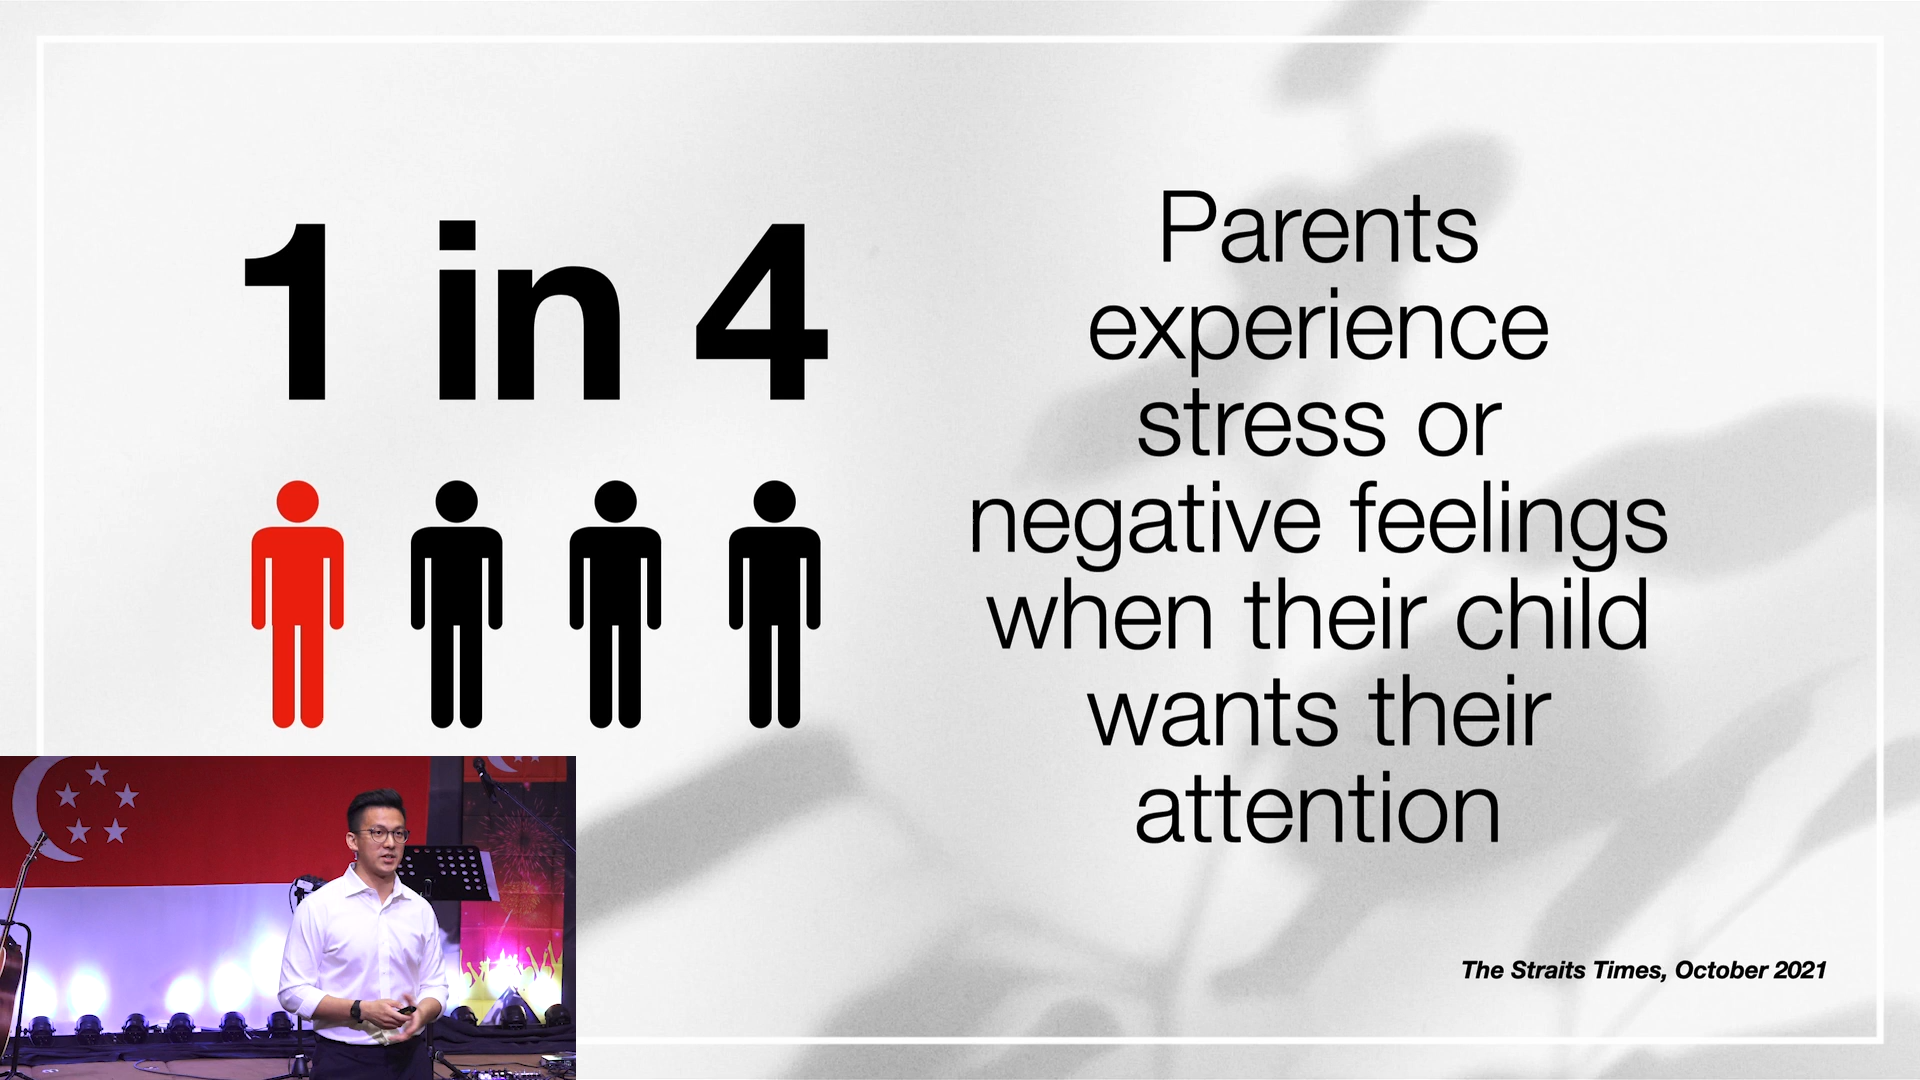 1 in 4
Parents
experience
stress or
negative feelings
when their child
wants their
attention
The Straits Times, October 2021